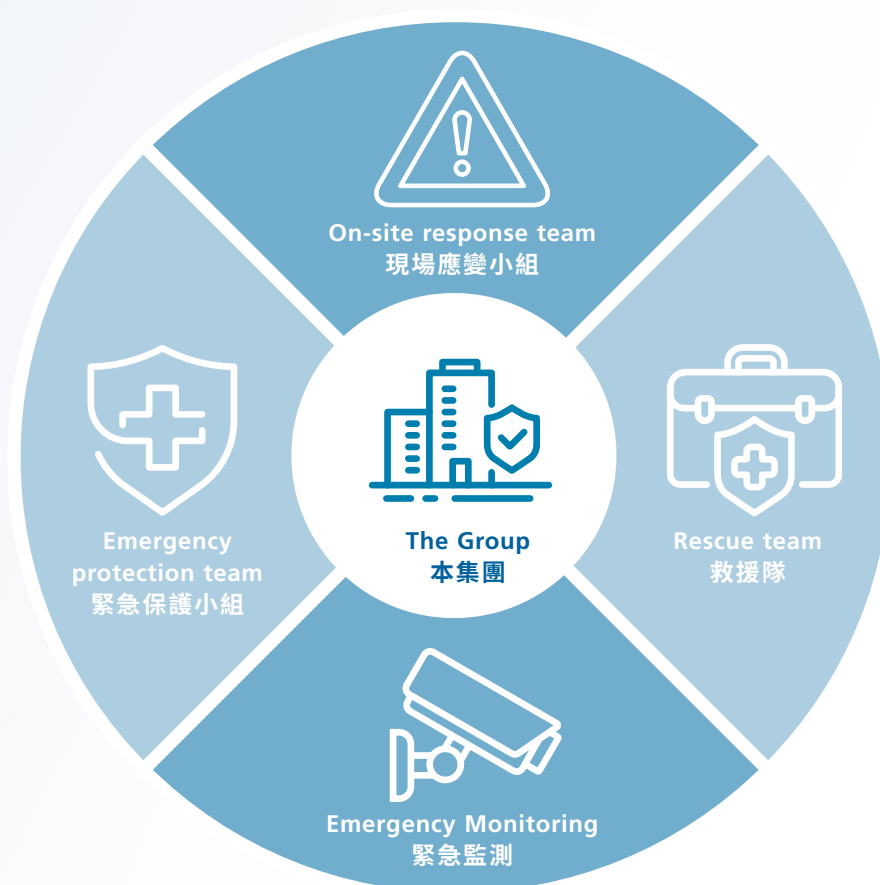 On-site response team
現場應變小組
Emergency
protection team
緊急保護小組
The Group
本集團
Rescue team
救援隊
Emergency Monitoring
緊急監測